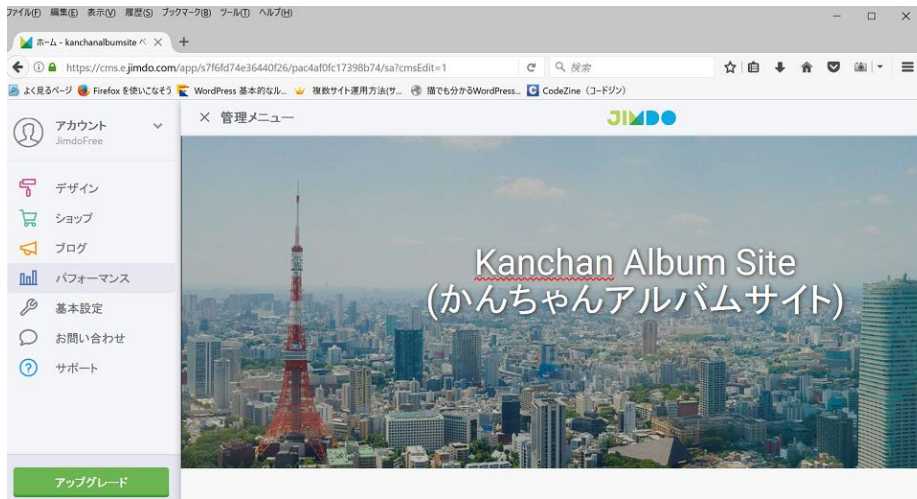 ファイル(F) 編集(E) 表示(V) 履歴(S) ブックマーク(B) ツール(T) ヘルプ(H)
ホーム - kanchanalbumsite ペ
https://cms.e.jimdo.com/app/s7f6fd74e36440f26/pac4af0fc17398b74/sa?cmsEdit=1
検索
よく見るページ Firefox を使いこなそう WordPress 基本的なル... 複数サイト運用方法(サ... 猫でも分かるWordPress... CodeZine（コードジン）
アカウント
JimdoFree
× 管理メニュー
JIMDO
デザイン
ショップ
ブログ
パフォーマンス
基本設定
お問い合わせ
サポート
アップグレード
Kanchan Album Site
(かんちゃんアルバムサイト)